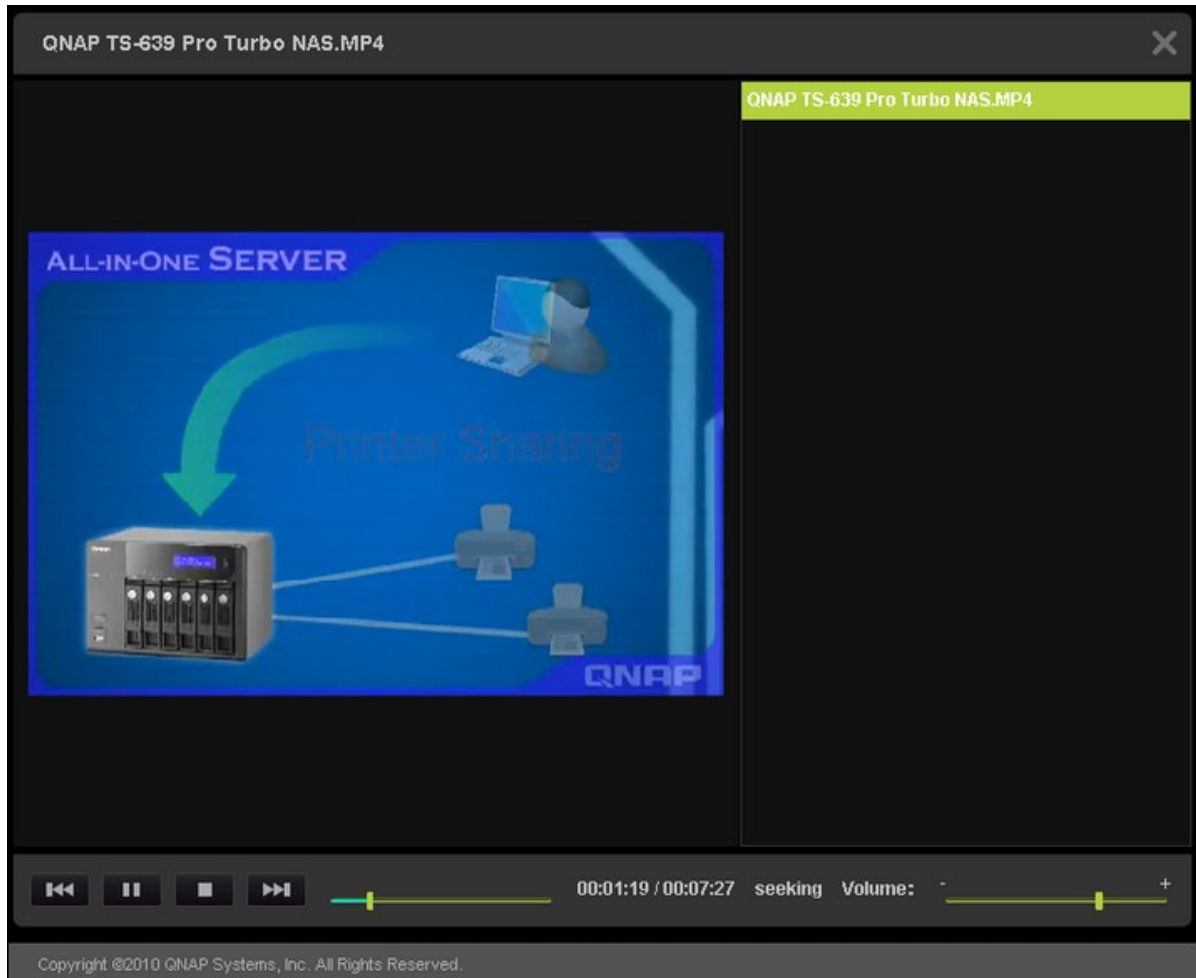 QNAP TS-639 Pro Turbo NAS.MP4
QNAP TS-639 Pro Turbo NAS.MP4
ALL-IN-ONE SERVER
Printer Sharing
QNAP
00:01:19 / 00:07:27 seeking Volume: - +
Copyright ©2010 QNAP Systems, Inc. All Rights Reserved.